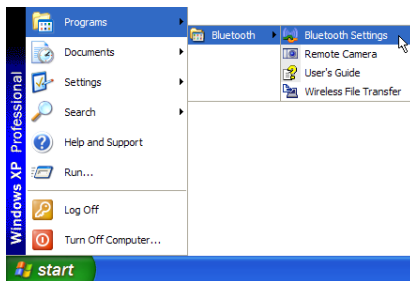 Windows XP Professional
Programs
Documents
Settings
Search
Help and Support
Run...
Log Off
Turn Off Computer...
Bluetooth
Bluetooth Settings
Remote Camera
User's Guide
Wireless File Transfer
start